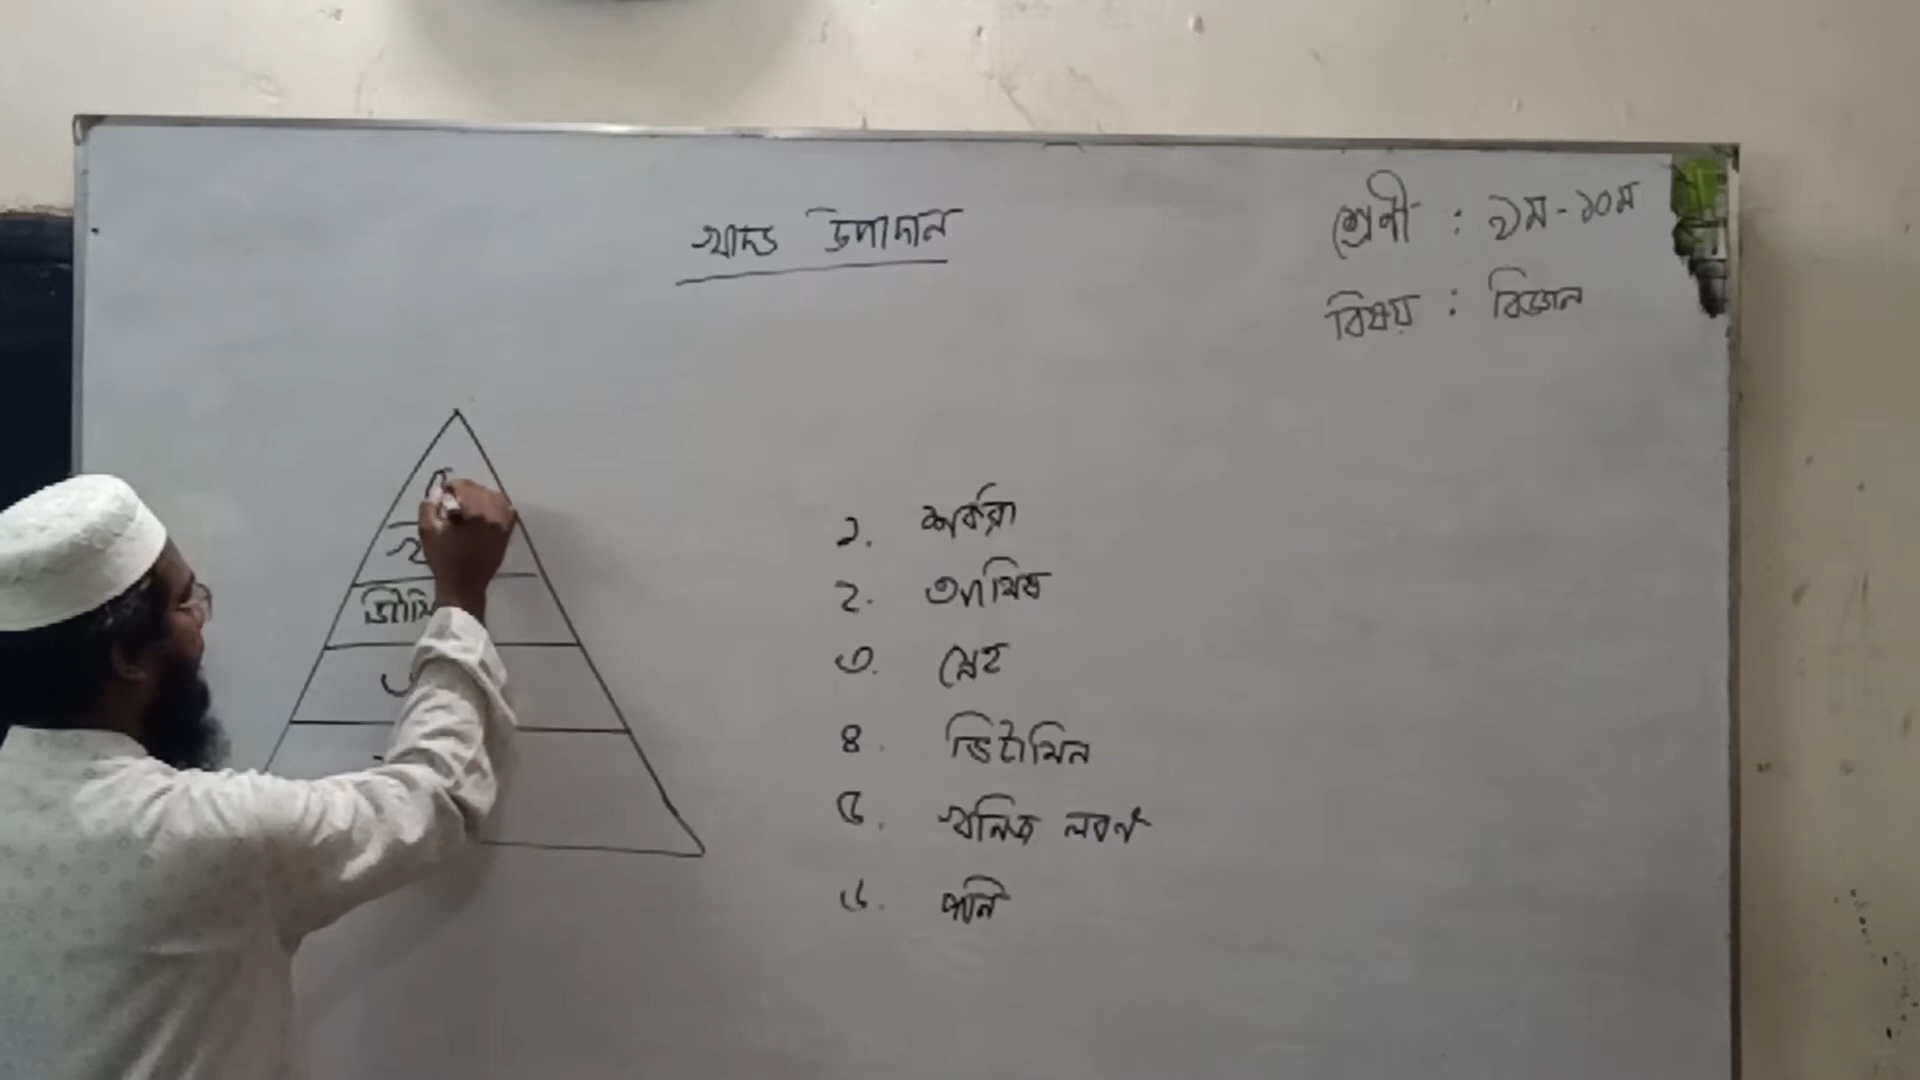 খাদ্য উপাদান
শ্রেণী : ৯ম-১০ম
বিষয় : বিজ্ঞান
১. শর্করা
২. আমিষ
৩. স্নেহ
৪. ভিটামিন
৫. খনিজ লবণ
৬. পানি